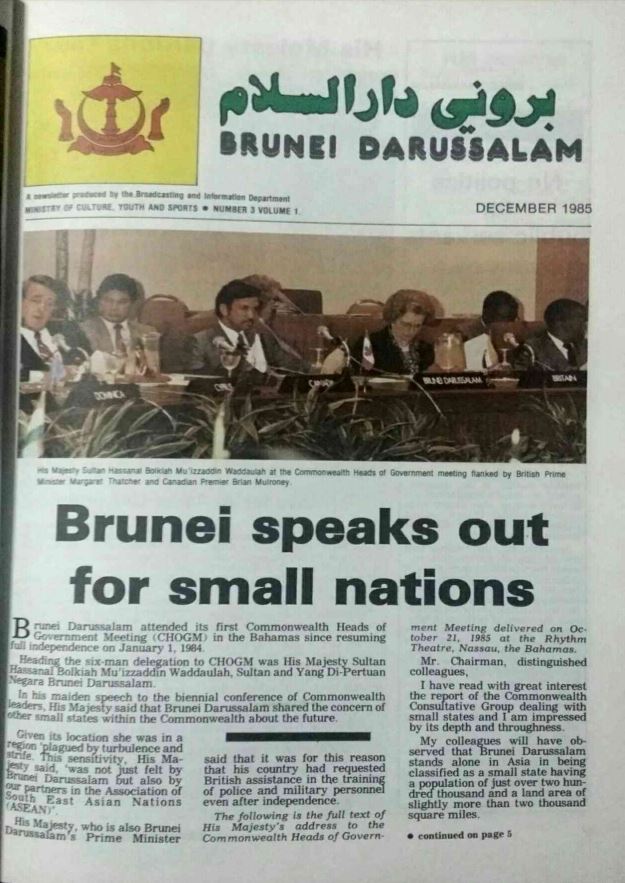 بروني دارالسلام
BRUNEI DARUSSALAM
A newsletter produced by the Broadcasting and Information Department
MINISTRY OF CULTURE, YOUTH AND SPORTS ● NUMBER 3 VOLUME 1.
DECEMBER 1985
DOMINICA
CYPRUS
CANADA
BRUNEI DARUSSALAM
BRITAIN
His Majesty Sultan Hassanal Bolkiah Mu'izzaddin Waddaulah at the Commonwealth Heads of Government meeting flanked by British Prime
Minister Margaret Thatcher and Canadian Premier Brian Mulroney.
Brunei speaks out
for small nations
Brunei Darussalam attended its first Commonwealth Heads of
Government Meeting (CHOGM) in the Bahamas since resuming
full independence on January 1, 1984.
Heading the six-man delegation to CHOGM was His Majesty Sultan
Hassanal Bolkiah Mu'izzaddin Waddaulah, Sultan and Yang Di-Pertuan
Negara Brunei Darussalam.
In his maiden speech to the biennial conference of Commonwealth
leaders, His Majesty said that Brunei Darussalam shared the concern of
other small states within the Commonwealth about the future.
Given its location she was in a
region 'plagued by turbulence and
strife. This sensitivity, His Ma-
jesty said, 'was not just felt by
Brunei Darussalam but also by
our partners in the Association of
South East Asian Nations
(ASEAN)'.
His Majesty, who is also Brunei
Darussalam's Prime Minister
said that it was for this reason
that his country had requested
British assistance in the training
of police and military personnel
even after independence.
The following is the full text of
His Majesty's address to the
Commonwealth Heads of Govern-
ment Meeting delivered on Oc-
tober 21, 1985 at the Rhythm
Theatre, Nassau, the Bahamas.
Mr. Chairman, distinguished
colleagues,
I have read with great interest
the report of the Commonwealth
Consultative Group dealing with
small states and I am impressed
by its depth and throughness.
My colleagues will have ob-
served that Brunei Darussalam
stands alone in Asia in being
classified as a small state having
a population of just over two hun-
dred thousand and a land area of
slightly more than two thousand
square miles.
● continued on page 5